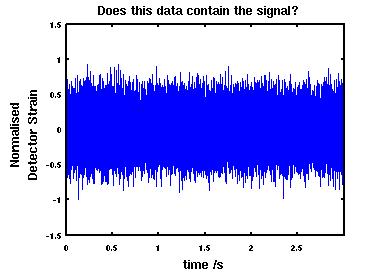 Does this data contain the signal?
1.5
1
0.5
0
-0.5
-1
-1.5
Normalised
Detector Strain
0 0.5 1 1.5 2 2.5
time /s